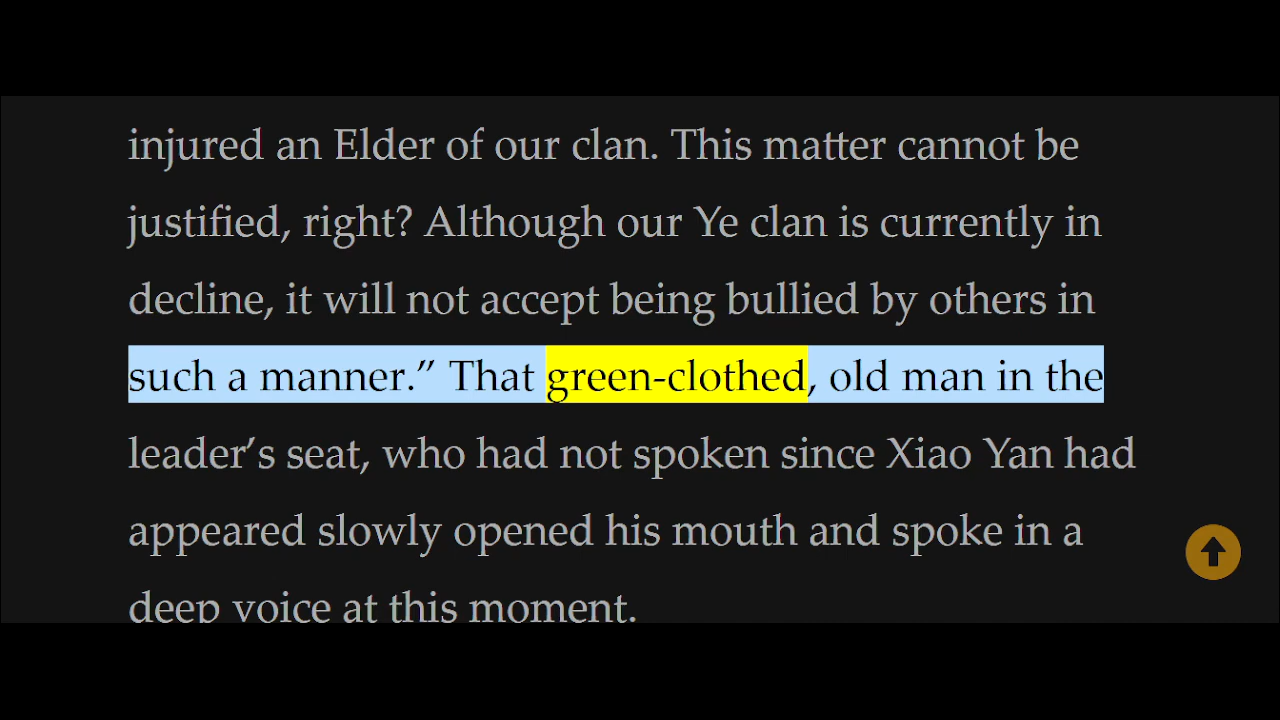 injured an Elder of our clan. This matter cannot be
justified, right? Although our Ye clan is currently in
decline, it will not accept being bullied by others in
such a manner.” That green-clothed, old man in the
leader’s seat, who had not spoken since Xiao Yan had
appeared slowly opened his mouth and spoke in a
deep voice at this moment.